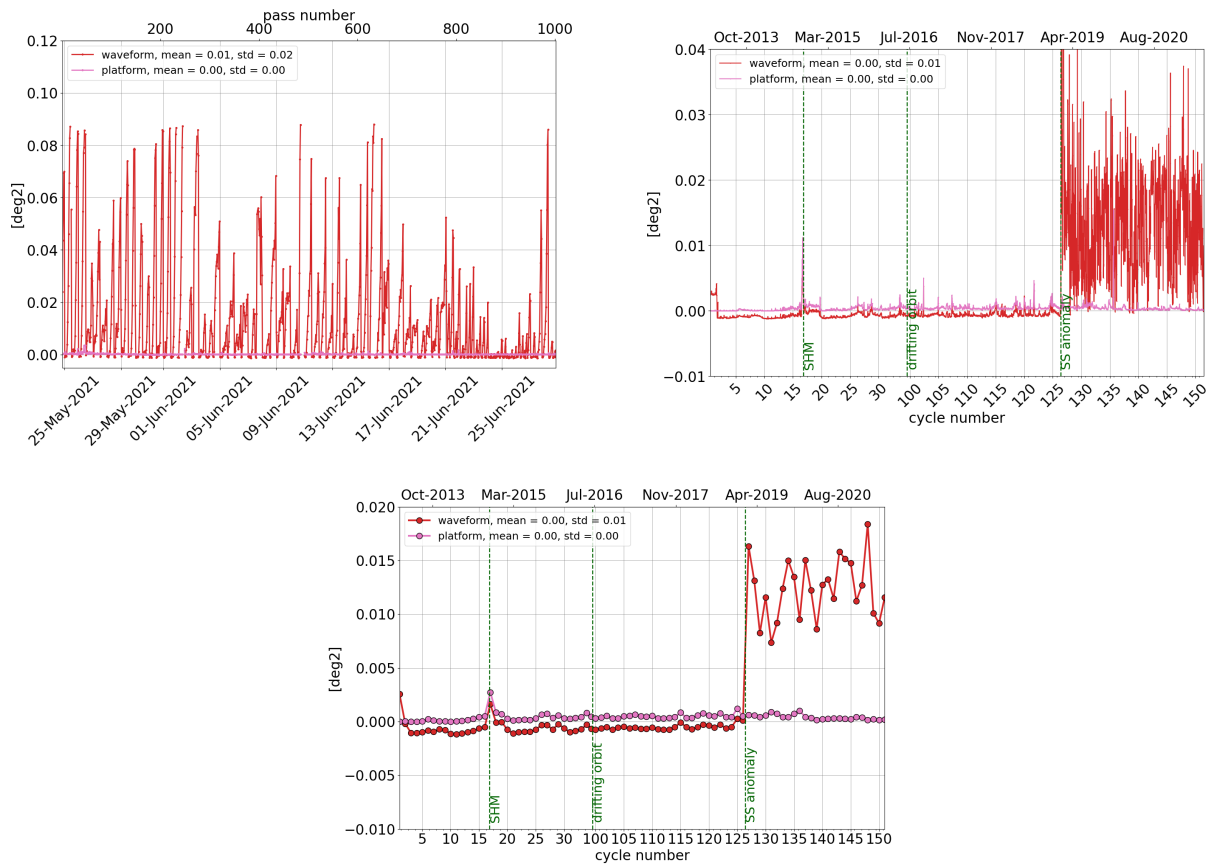 pass number
200 400 600 800 1000
0.12
0.10
0.08
0.06
0.04
0.02
0.00
[deg2]
waveform, mean = 0.01, std = 0.02
platform, mean = 0.00, std = 0.00
25-May-2021 29-May-2021 01-Jun-2021 05-Jun-2021 09-Jun-2021 13-Jun-2021 17-Jun-2021 21-Jun-2021 25-Jun-2021
Oct-2013 Mar-2015 Jul-2016 Nov-2017 Apr-2019 Aug-2020
0.04
0.03
0.02
0.01
0.00
−0.01
[deg2]
waveform, mean = 0.00, std = 0.01
platform, mean = 0.00, std = 0.00
SHM
drifting orbit
SS anomaly
5 10 15 20 25 30 100 105 110 115 120 125 130 135 140 145 150
cycle number
Oct-2013 Mar-2015 Jul-2016 Nov-2017 Apr-2019 Aug-2020
0.020
0.015
0.010
0.005
0.000
−0.005
−0.010
[deg2]
waveform, mean = 0.00, std = 0.01
platform, mean = 0.00, std = 0.00
SHM
drifting orbit
SS anomaly
5 10 15 20 25 30 100 105 110 115 120 125 130 135 140 145 150
cycle number